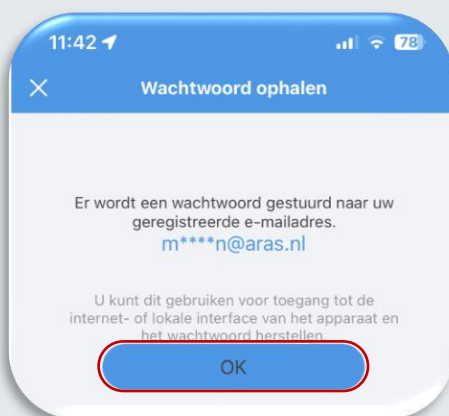 11:42
78
Wachtwoord ophalen
Er wordt een wachtwoord gestuurd naar uw
geregistreerde e-mailadres.
m****n@aras.nl
U kunt dit gebruiken voor toegang tot de
internet- of lokale interface van het apparaat en
het wachtwoord herstellen.
OK